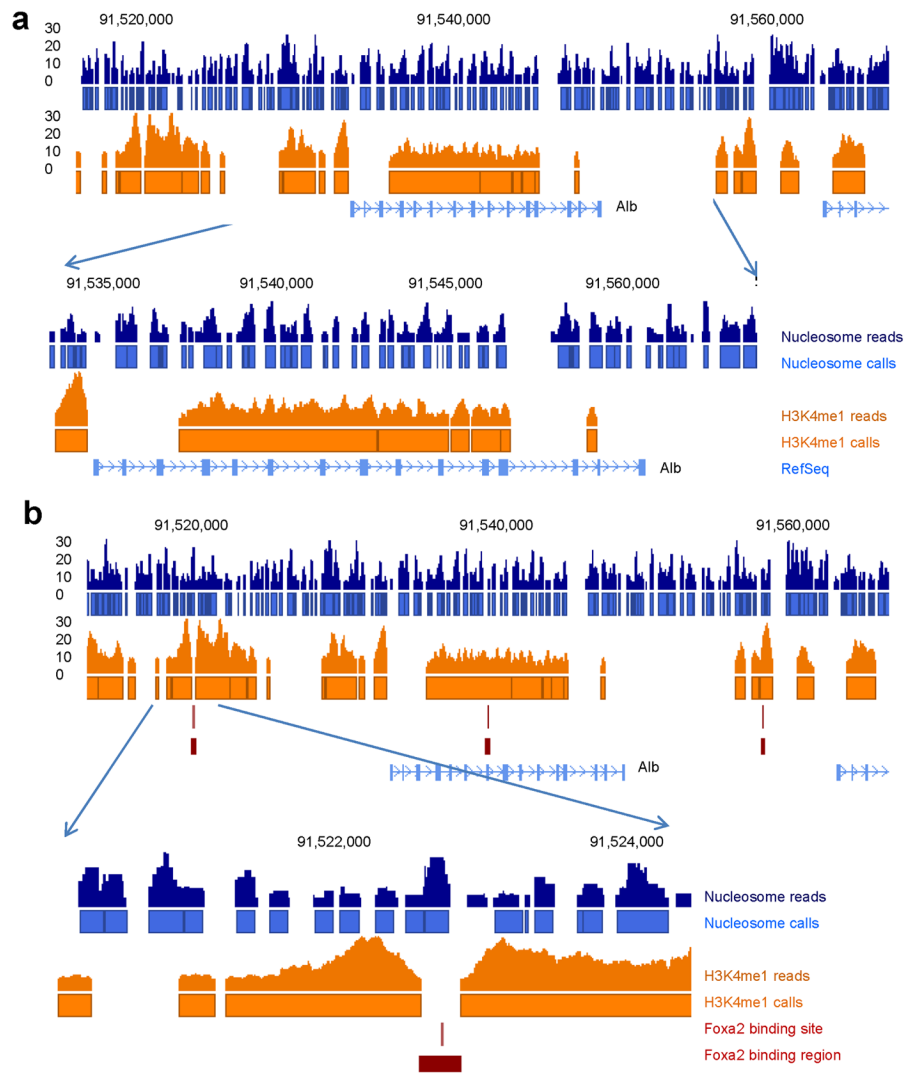 a
91,520,000 91,540,000 91,560,000
30
20
10
0
30
20
10
0
Alb
91,535,000 91,540,000 91,545,000 91,560,000
Nucleosome reads
Nucleosome calls
H3K4me1 reads
H3K4me1 calls
Alb RefSeq
b
91,520,000 91,540,000 91,560,000
30
20
10
0
30
20
10
0
Alb
91,522,000 91,524,000
Nucleosome reads
Nucleosome calls
H3K4me1 reads
H3K4me1 calls
Foxa2 binding site
Foxa2 binding region